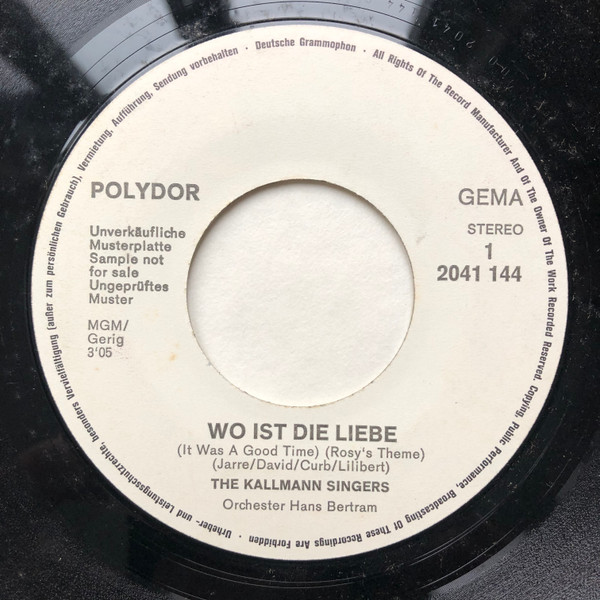 Urheber- und Leistungsschutzrechte, besonders Vervielfältigung (außer zum persönlichen Gebrauch), Vermietung, Aufführung, Sendung vorbehalten · Deutsche Grammophon · All Rights Of The Record Manufacturer And Of The Owner Of The Work Recorded Reserved. Copying, Public Performance, Broadcasting Of These Recordings Are Forbidden ·
POLYDOR
GEMA
Unverkäufliche
Musterplatte
Sample not
for sale
Ungeprüftes
Muster
STEREO
1
2041 144
MGM/
Gerig
3'05
WO IST DIE LIEBE
(It Was A Good Time) (Rosy's Theme)
(Jarre/David/Curb/Lilibert)
THE KALLMANN SINGERS
Orchester Hans Bertram